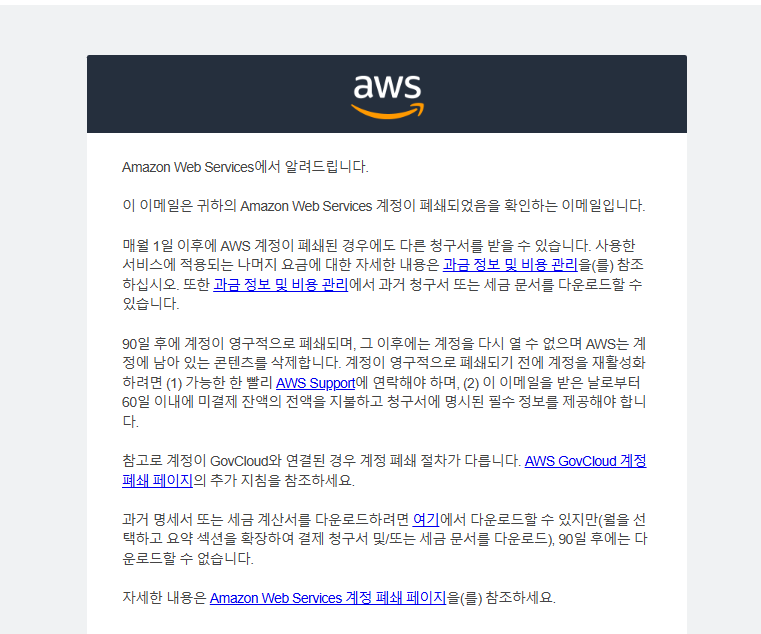 aws
Amazon Web Services에서 알려드립니다.
이 이메일은 귀하의 Amazon Web Services 계정이 폐쇄되었음을 확인하는 이메일입니다.
매월 1일 이후에 AWS 계정이 폐쇄된 경우에도 다른 청구서를 받을 수 있습니다. 사용한
서비스에 적용되는 나머지 요금에 대한 자세한 내용은 과금 정보 및 비용 관리을(를) 참조
하십시오. 또한 과금 정보 및 비용 관리에서 과거 청구서 또는 세금 문서를 다운로드할 수
있습니다.
90일 후에 계정이 영구적으로 폐쇄되며, 그 이후에는 계정을 다시 열 수 없으며 AWS는 계
정에 남아 있는 콘텐츠를 삭제합니다. 계정이 영구적으로 폐쇄되기 전에 계정을 재활성화
하려면 (1) 가능한 한 빨리 AWS Support에 연락해야 하며, (2) 이 이메일을 받은 날로부터
60일 이내에 미결제 잔액의 전액을 지불하고 청구서에 명시된 필수 정보를 제공해야 합니
다.
참고로 계정이 GovCloud와 연결된 경우 계정 폐쇄 절차가 다릅니다. AWS GovCloud 계정
폐쇄 페이지의 추가 지침을 참조하세요.
과거 명세서 또는 세금 계산서를 다운로드하려면 여기에서 다운로드할 수 있지만(월을 선
택하고 요약 섹션을 확장하여 결제 청구서 및/또는 세금 문서를 다운로드), 90일 후에는 다
운로드할 수 없습니다.
자세한 내용은 Amazon Web Services 계정 폐쇄 페이지을(를) 참조하세요.